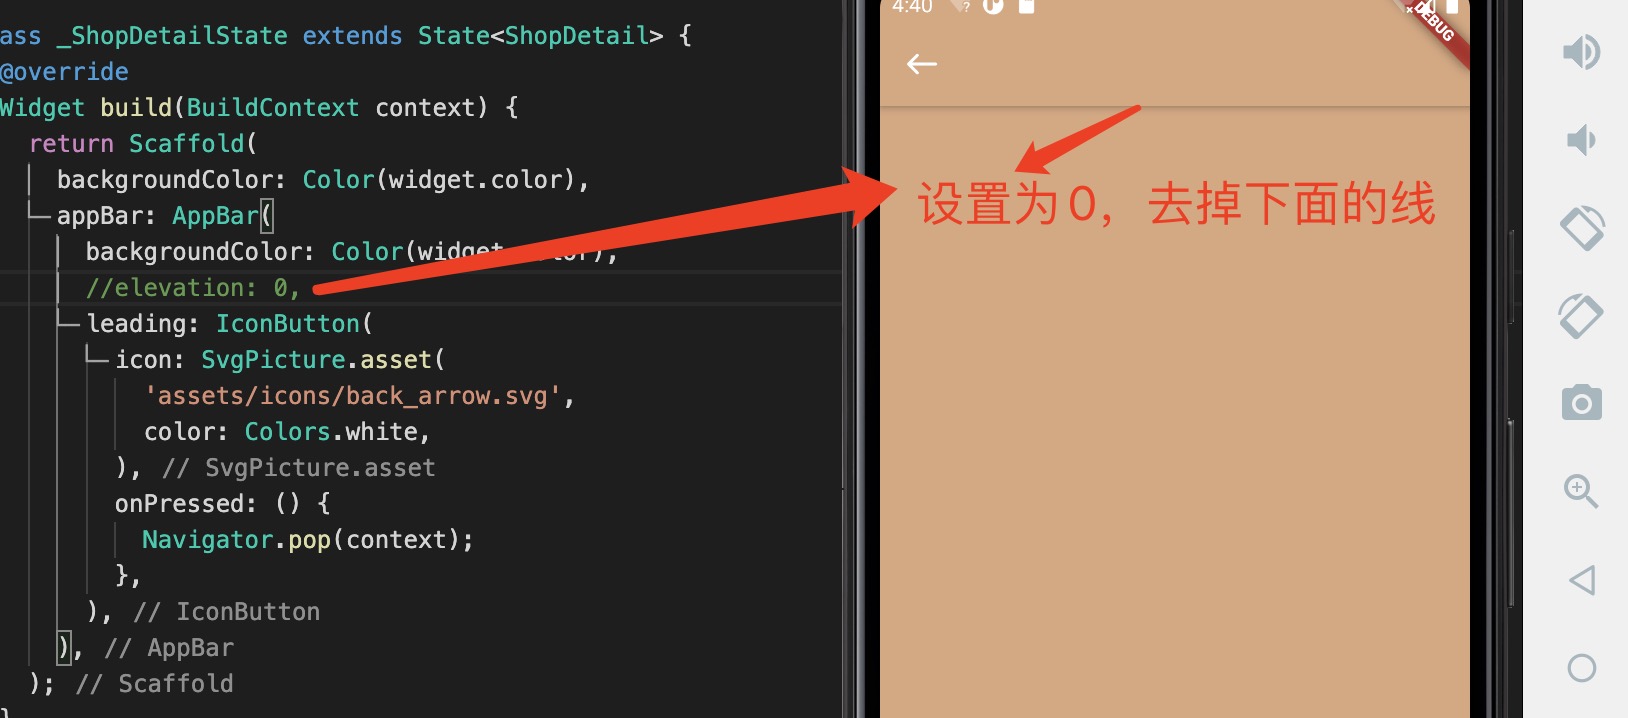 ass _ShopDetailState extends State<ShopDetail> {
@override
Widget build(BuildContext context) {
return Scaffold(
backgroundColor: Color(widget.color),
appBar: AppBar(
backgroundColor: Color(widget.color),
//elevation: 0,
leading: IconButton(
icon: SvgPicture.asset(
'assets/icons/back_arrow.svg',
color: Colors.white,
), // SvgPicture.asset
onPressed: () {
Navigator.pop(context);
},
), // IconButton
), // AppBar
); // Scaffold
}
4:40
?
DEBUG
设置为0，去掉下面的线